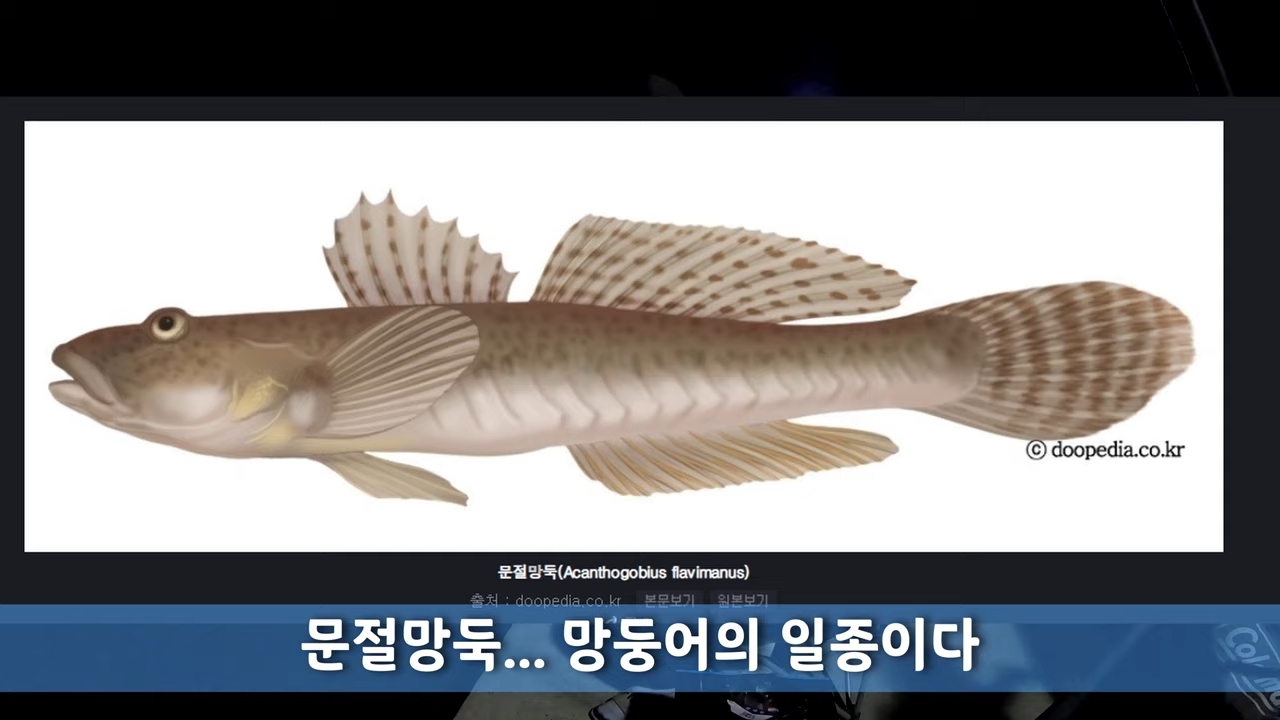 ⓒ doopedia.co.kr
문절망둑(Acanthogobius flavimanus)
출처 : doopedia.co.kr 본문보기 원본보기
문절망둑... 망둥어의 일종이다